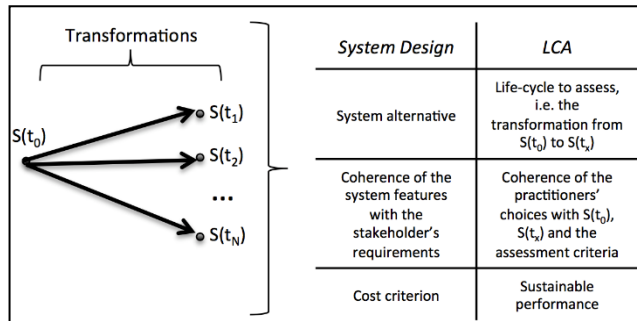 Transformations
S(t₀)
S(t₁)
S(t₂)
...
S(t_N)
System Design
LCA
System alternative
Life-cycle to assess,
i.e. the
transformation from
S(t₀) to S(tₓ)
Coherence of the
system features
with the
stakeholder's
requirements
Coherence of the
practitioners'
choices with S(t₀),
S(tₓ) and the
assessment criteria
Cost criterion
Sustainable
performance